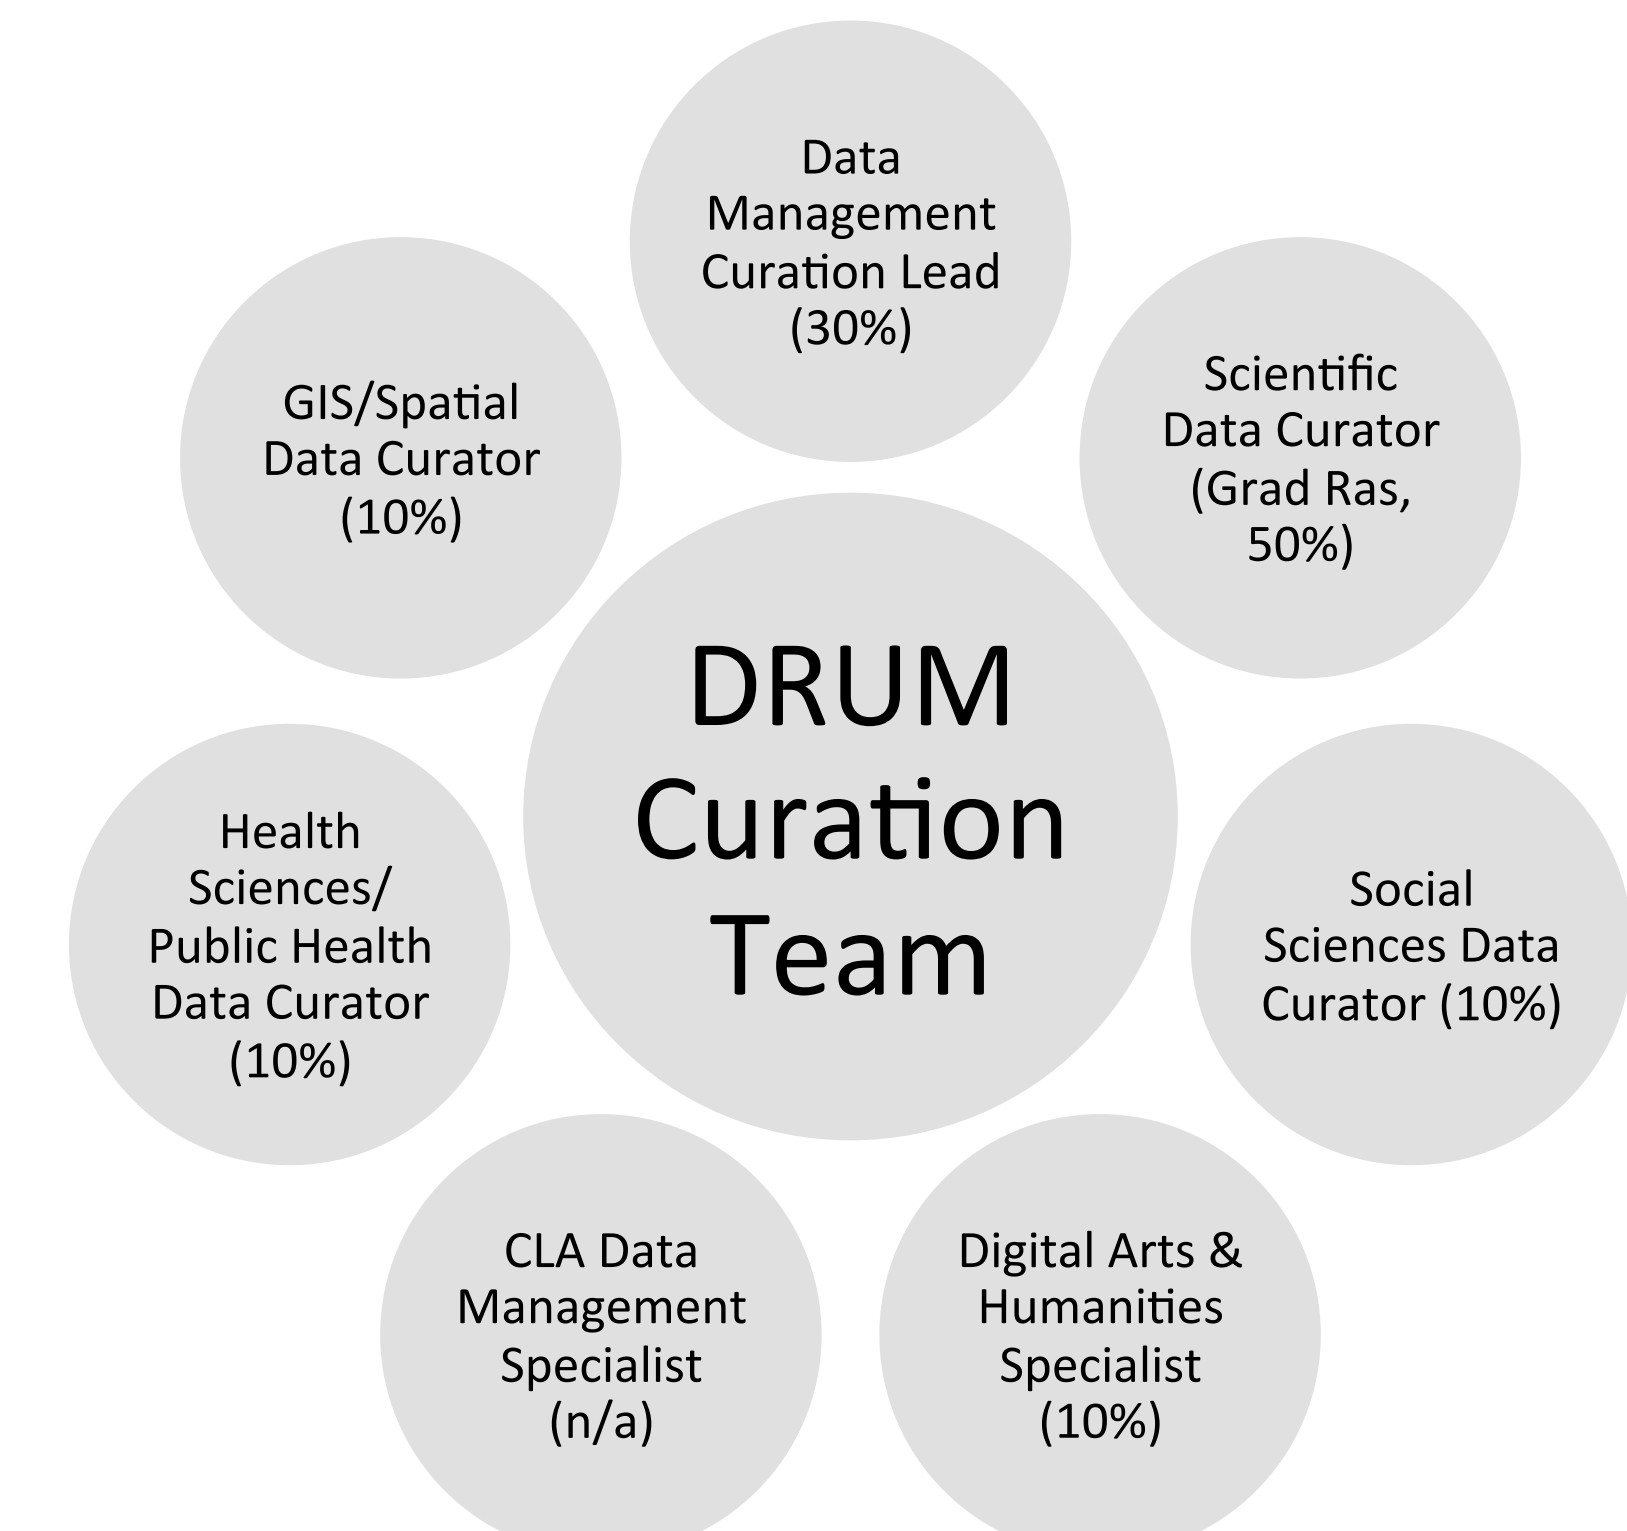 Data
Management
Curation Lead
(30%)
Scientific
Data Curator
(Grad Ras,
50%)
Social
Sciences Data
Curator (10%)
Digital Arts &
Humanities
Specialist
(10%)
CLA Data
Management
Specialist
(n/a)
Health
Sciences/
Public Health
Data Curator
(10%)
GIS/Spatial
Data Curator
(10%)
DRUM
Curation
Team